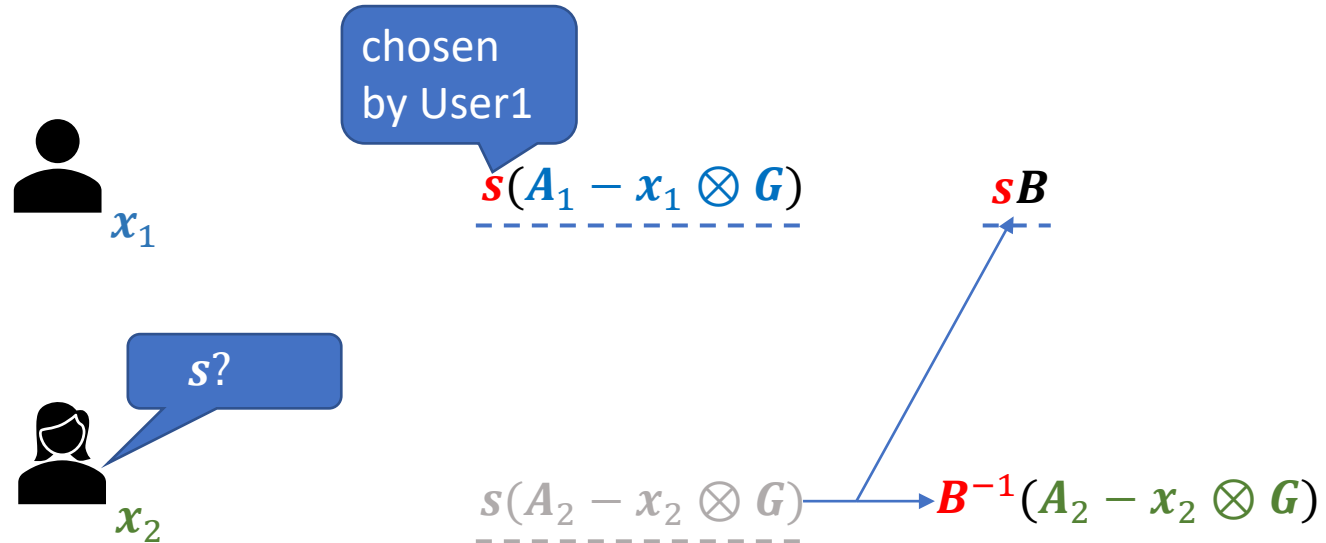 chosen
by User1
s(A₁ − x₁ ⊗ G)
sB
x₁
s?
s(A₂ − x₂ ⊗ G)
B⁻¹(A₂ − x₂ ⊗ G)
x₂